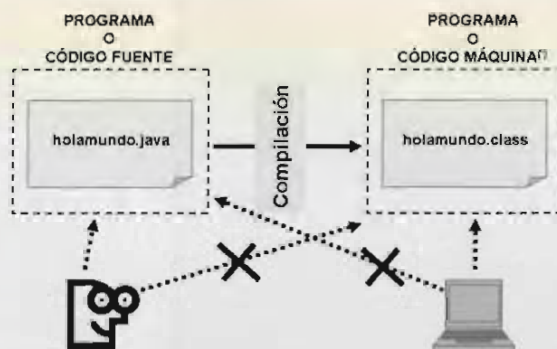 PROGRAMA
O
CÓDIGO FUENTE
PROGRAMA
O
CÓDIGO MÁQUINA(*)
holamundo.java
Compilación
holamundo.class